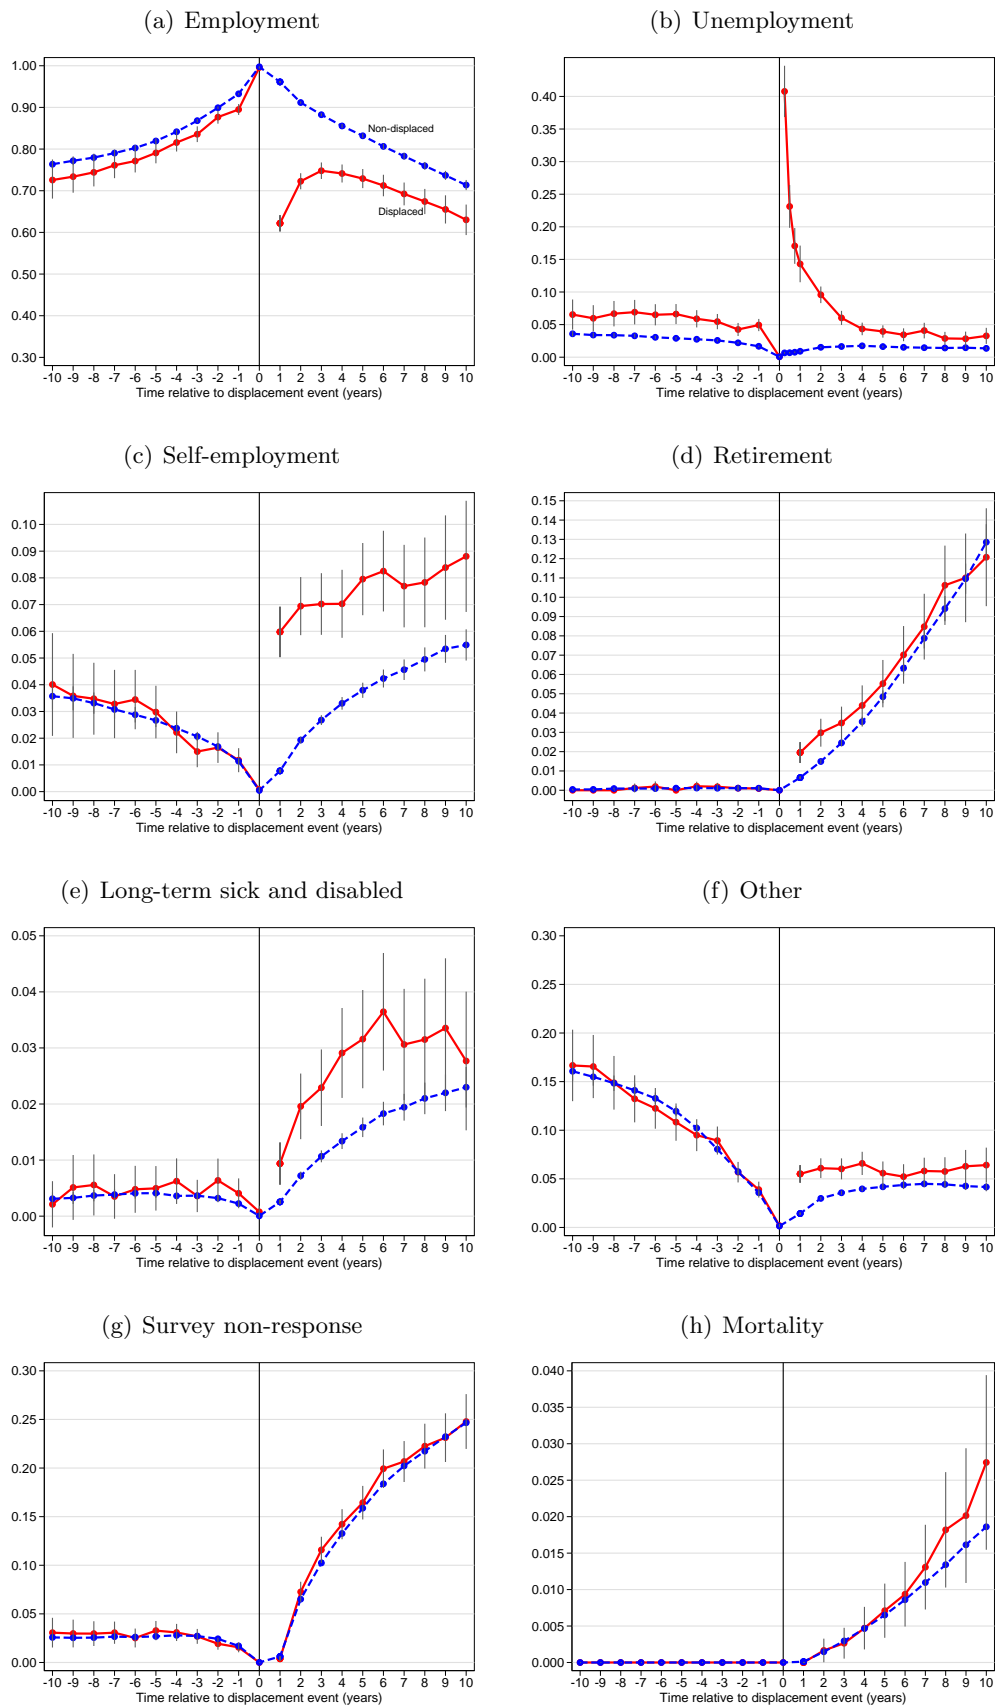 (a) Employment
1.00
0.90
0.80
0.70
0.60
0.50
0.40
0.30
Non-displaced
Displaced
-10 -9 -8 -7 -6 -5 -4 -3 -2 -1 0 1 2 3 4 5 6 7 8 9 10
Time relative to displacement event (years)
(b) Unemployment
0.40
0.35
0.30
0.25
0.20
0.15
0.10
0.05
0.00
-10 -9 -8 -7 -6 -5 -4 -3 -2 -1 0 1 2 3 4 5 6 7 8 9 10
Time relative to displacement event (years)
(c) Self-employment
0.10
0.09
0.08
0.07
0.06
0.05
0.04
0.03
0.02
0.01
0.00
-10 -9 -8 -7 -6 -5 -4 -3 -2 -1 0 1 2 3 4 5 6 7 8 9 10
Time relative to displacement event (years)
(d) Retirement
0.15
0.14
0.13
0.12
0.11
0.10
0.09
0.08
0.07
0.06
0.05
0.04
0.03
0.02
0.01
0.00
-10 -9 -8 -7 -6 -5 -4 -3 -2 -1 0 1 2 3 4 5 6 7 8 9 10
Time relative to displacement event (years)
(e) Long-term sick and disabled
0.05
0.04
0.03
0.02
0.01
0.00
-10 -9 -8 -7 -6 -5 -4 -3 -2 -1 0 1 2 3 4 5 6 7 8 9 10
Time relative to displacement event (years)
(f) Other
0.30
0.25
0.20
0.15
0.10
0.05
0.00
-10 -9 -8 -7 -6 -5 -4 -3 -2 -1 0 1 2 3 4 5 6 7 8 9 10
Time relative to displacement event (years)
(g) Survey non-response
0.30
0.25
0.20
0.15
0.10
0.05
0.00
-10 -9 -8 -7 -6 -5 -4 -3 -2 -1 0 1 2 3 4 5 6 7 8 9 10
Time relative to displacement event (years)
(h) Mortality
0.040
0.035
0.030
0.025
0.020
0.015
0.010
0.005
0.000
-10 -9 -8 -7 -6 -5 -4 -3 -2 -1 0 1 2 3 4 5 6 7 8 9 10
Time relative to displacement event (years)